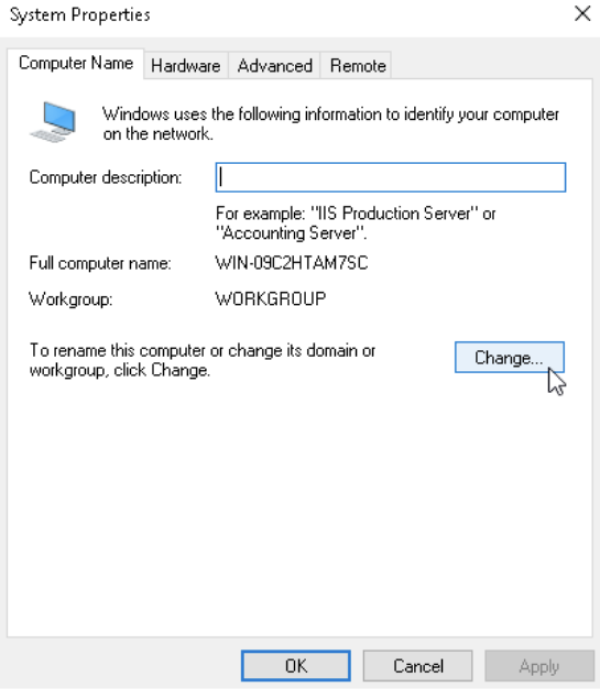 System Properties
Computer Name Hardware Advanced Remote
Windows uses the following information to identify your computer
on the network.
Computer description:
For example: "IIS Production Server" or
"Accounting Server".
Full computer name: WIN-09C2HTAM7SC
Workgroup: WORKGROUP
To rename this computer or change its domain or
workgroup, click Change.
Change...
OK Cancel Apply